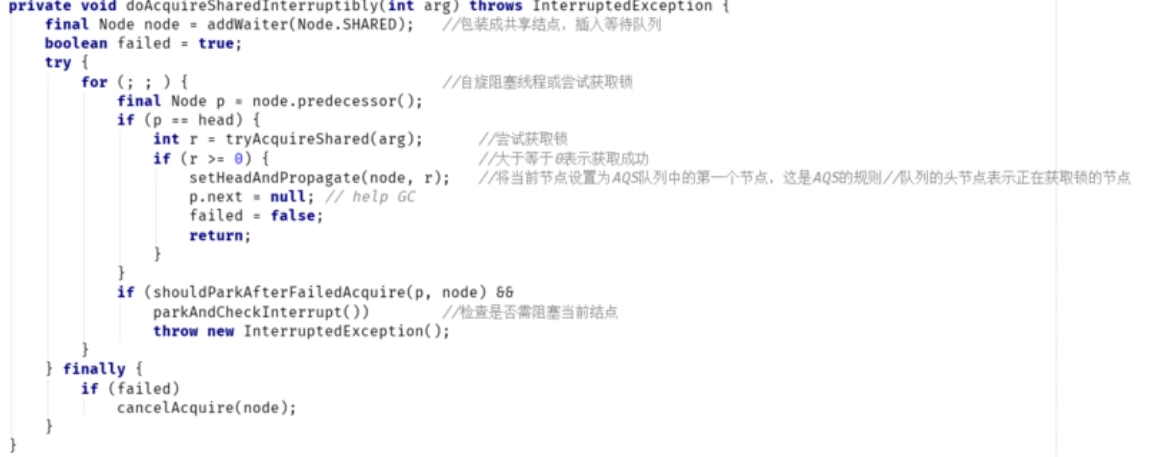 private void doAcquireSharedInterruptibly(int arg) throws InterruptedException {
    final Node node = addWaiter(Node.SHARED);   //包装成共享结点，插入等待队列
    boolean failed = true;
    try {
        for (; ; ) {                            //自旋阻塞线程或尝试获取锁
            final Node p = node.predecessor();
            if (p == head) {
                int r = tryAcquireShared(arg);      //尝试获取锁
                if (r >= 0) {                       //大于等于0表示获取成功
                    setHeadAndPropagate(node, r);   //将当前节点设置为AQS队列中的第一个节点，这是AQS的规则//队列的头节点表示正在获取锁的节点
                    p.next = null; // help GC
                    failed = false;
                    return;
                }
            }
            if (shouldParkAfterFailedAcquire(p, node) &&
                parkAndCheckInterrupt())        //检查是否需阻塞当前结点
                throw new InterruptedException();
        }
    } finally {
        if (failed)
            cancelAcquire(node);
    }
}